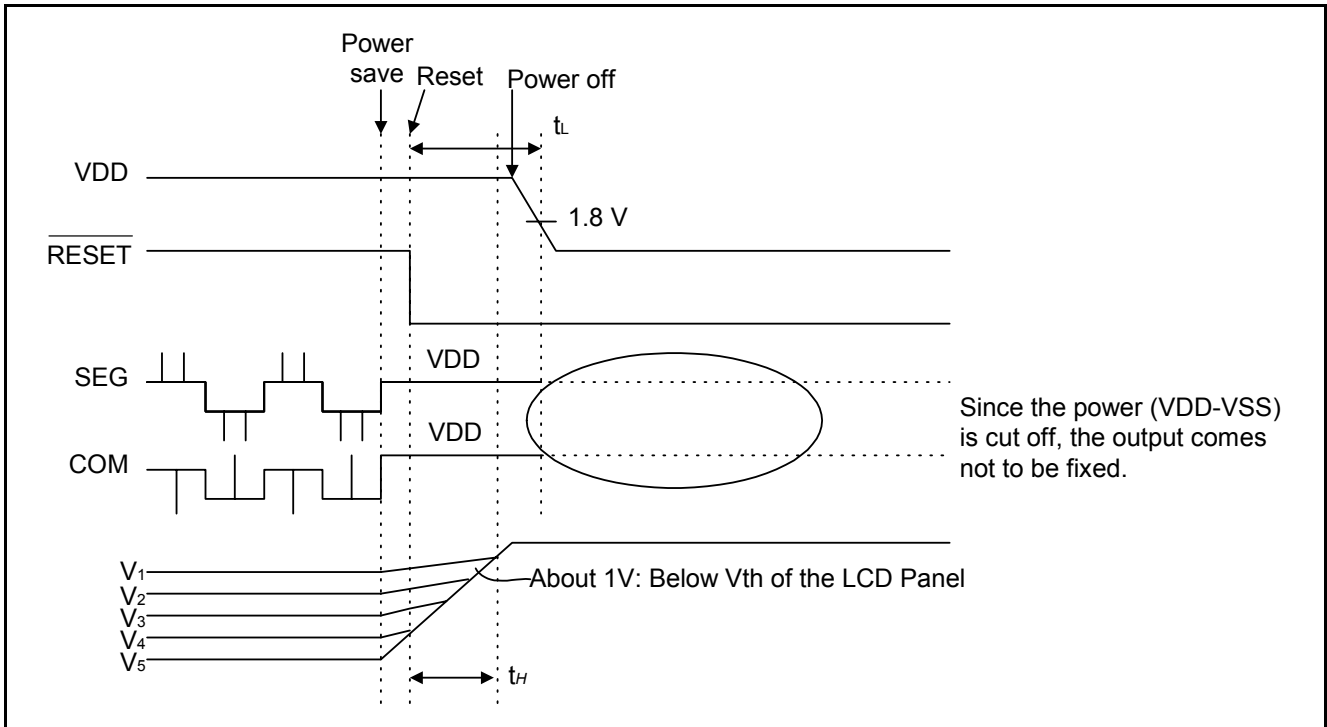 Power
save Reset Power off
tL
VDD
1.8 V
RESET
VDD
SEG
VDD
COM
Since the power (VDD-VSS)
is cut off, the output comes
not to be fixed.
V1
About 1V: Below Vth of the LCD Panel
V2
V3
V4
V5
tH